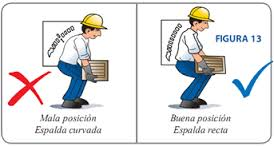 FIGURA 13
Mala posición
Espalda curvada
Buena posición
Espalda recta